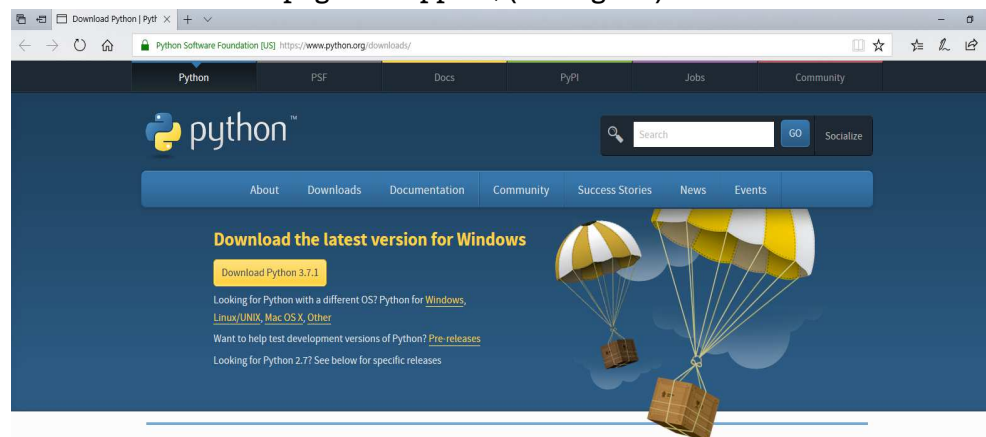 Download Python | Pyth
Python Software Foundation [US] https://www.python.org/downloads/
Python PSF Docs PyPI Jobs Community
python™
Search GO Socialize
About Downloads Documentation Community Success Stories News Events
Download the latest version for Windows
Download Python 3.7.1
Looking for Python with a different OS? Python for Windows,
Linux/UNIX, Mac OS X, Other
Want to help test development versions of Python? Pre-releases
Looking for Python 2.7? See below for specific releases